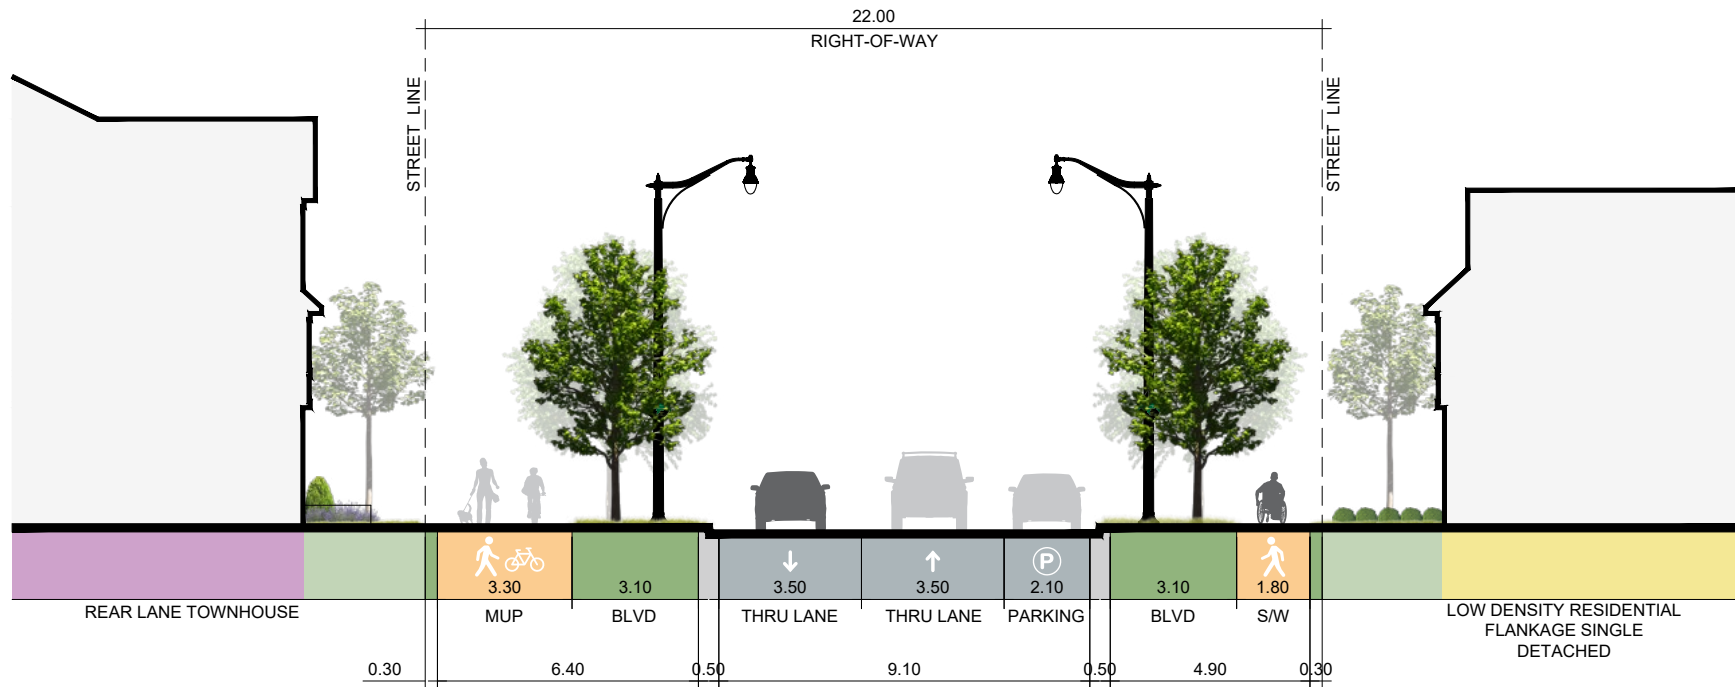 22.00
RIGHT-OF-WAY
STREET LINE
STREET LINE
P
3.30
3.10
3.50
3.50
2.10
3.10
1.80
REAR LANE TOWNHOUSE
MUP
BLVD
THRU LANE
THRU LANE
PARKING
BLVD
S/W
LOW DENSITY RESIDENTIAL
FLANKAGE SINGLE
DETACHED
0.30
6.40
0.50
9.10
0.50
4.90
0.30